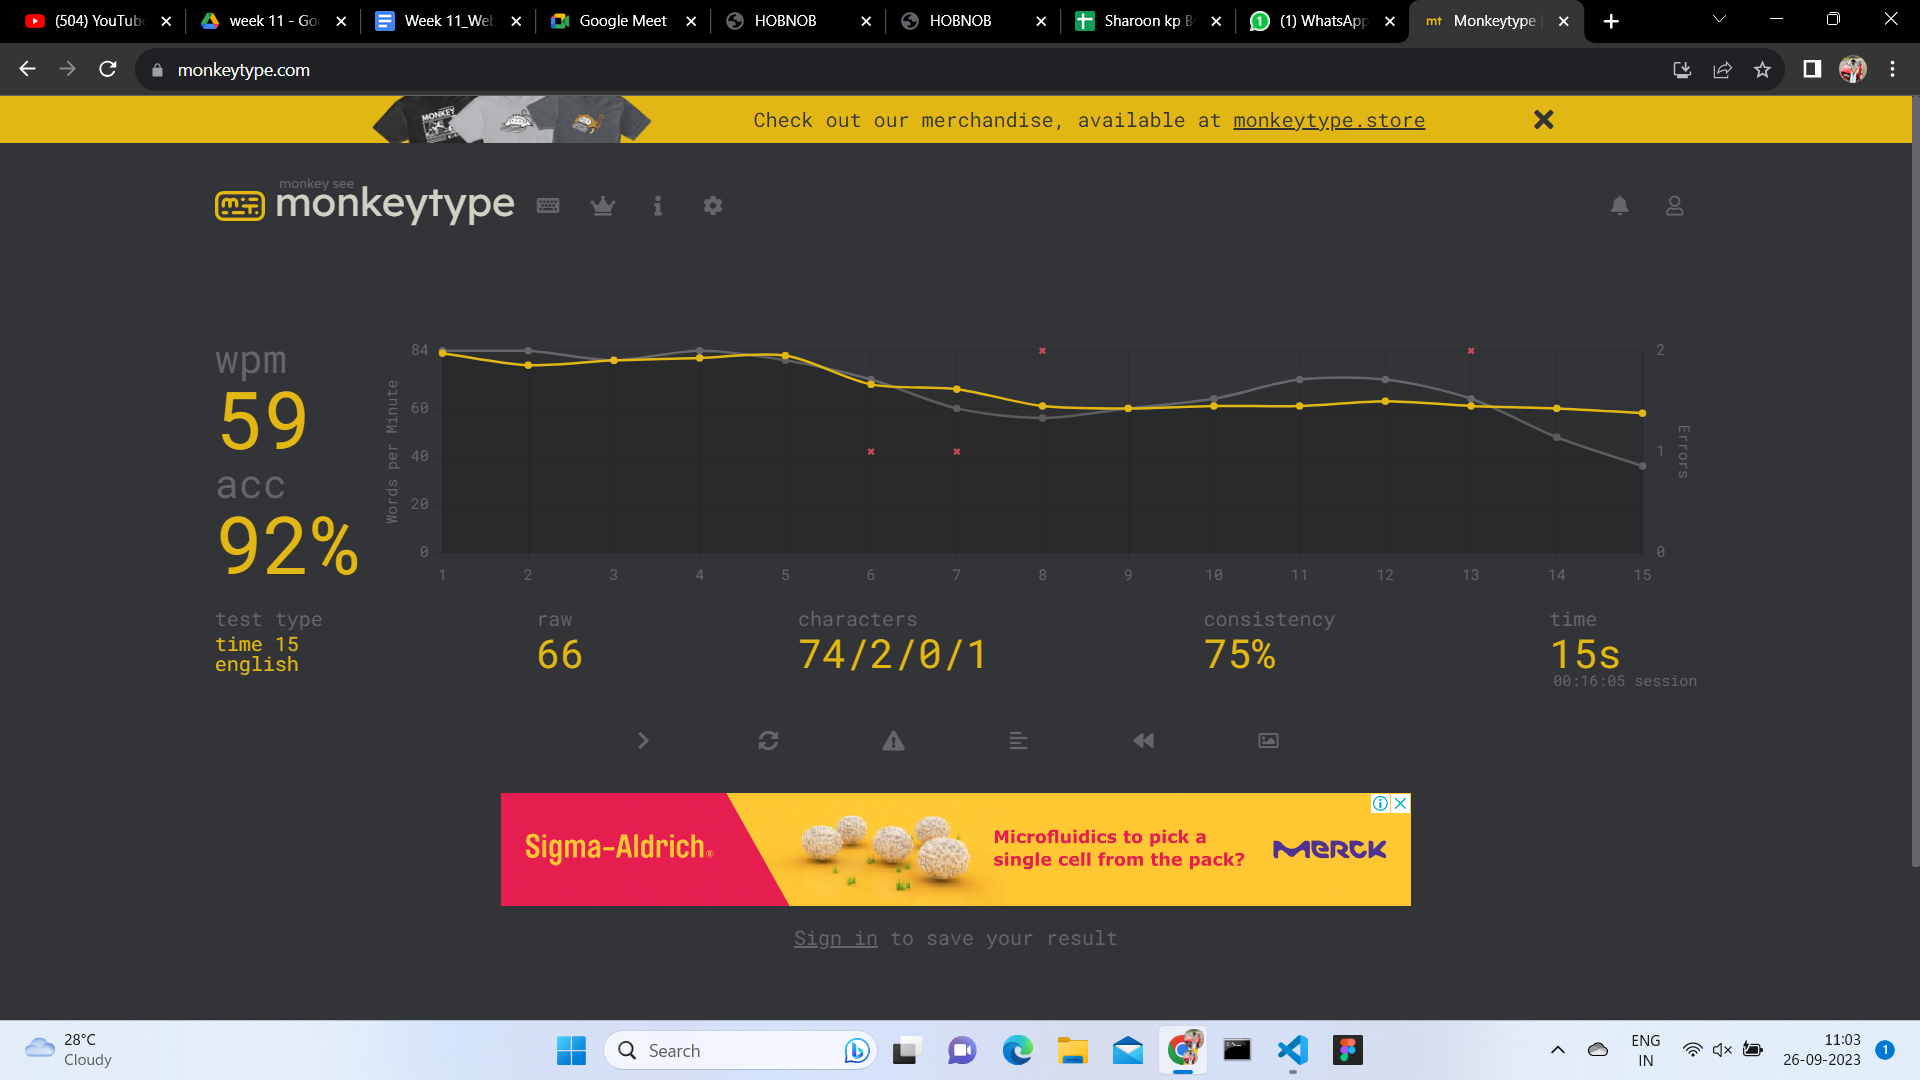 (504) YouTub
week 11 - Go
Week 11_Web
Google Meet
HOBNOB
HOBNOB
Sharoon kp B
(1) WhatsApp
mt Monkeytype |
monkeytype.com
MONKEY
Check out our merchandise, available at monkeytype.store
monkey see
monkeytype
wpm
59
acc
92%
Words per Minute
84
60
40
20
0
2
1
0
Errors
1 2 3 4 5 6 7 8 9 10 11 12 13 14 15
test type
time 15
english
raw
66
characters
74/2/0/1
consistency
75%
time
15s
00:16:05 session
Sigma-Aldrich®
Microfluidics to pick a
single cell from the pack?
MERCK
Sign in to save your result
28°C
Cloudy
Search
ENG
IN
11:03
26-09-2023
1